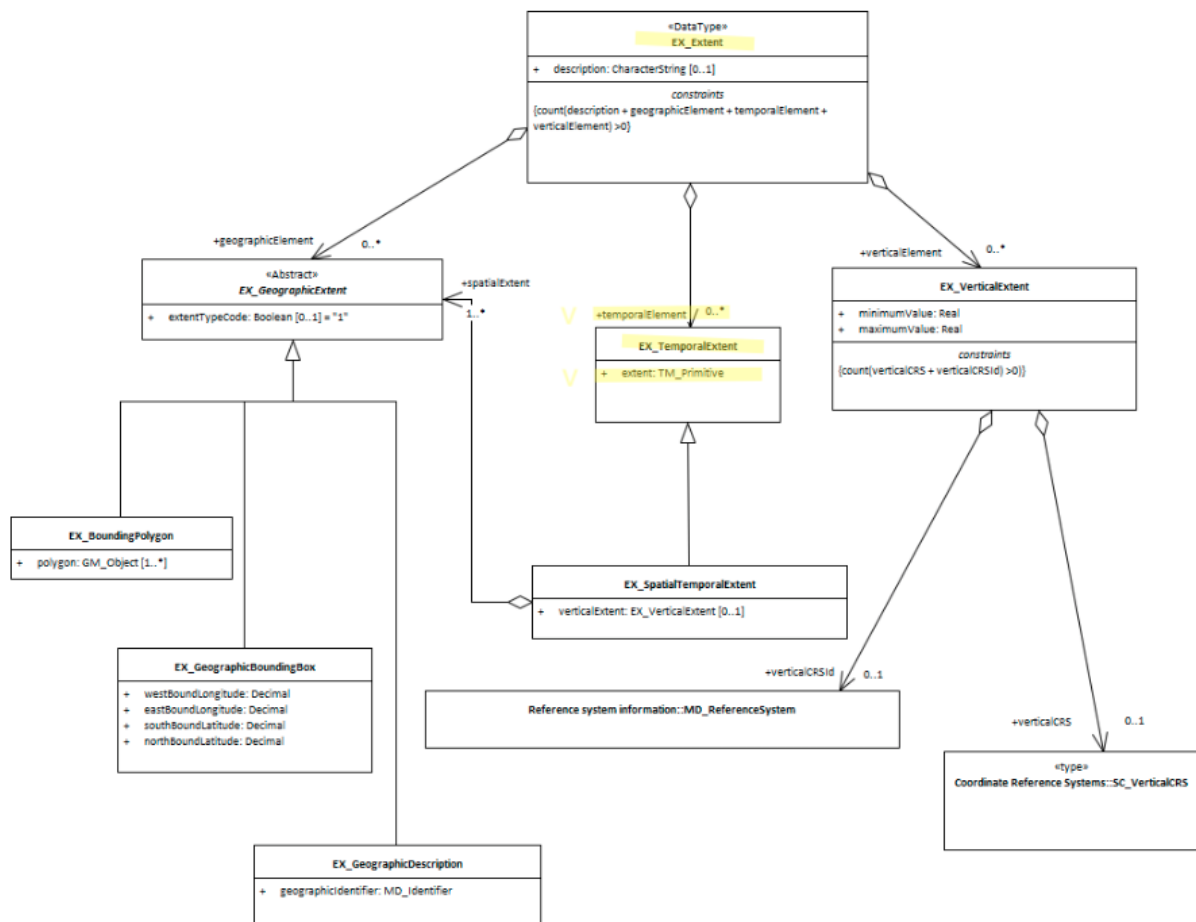 «DataType»
EX_Extent
+ description: CharacterString [0..1]
constraints
{count(description + geographicElement + temporalElement +
verticalElement) >0}
+geographicElement
0..*
«Abstract»
EX_GeographicExtent
+ extentTypeCode: Boolean [0..1] = "1"
+spatialExtent
1..*
V
+temporalElement
0..*
EX_TemporalExtent
V
+ extent: TM_Primitive
+verticalElement
0..*
EX_VerticalExtent
+ minimumValue: Real
+ maximumValue: Real
constraints
{count(verticalCRS + verticalCRSId) >0)}
EX_BoundingPolygon
+ polygon: GM_Object [1..*]
EX_SpatialTemporalExtent
+ verticalExtent: EX_VerticalExtent [0..1]
EX_GeographicBoundingBox
+ westBoundLongitude: Decimal
+ eastBoundLongitude: Decimal
+ southBoundLatitude: Decimal
+ northBoundLatitude: Decimal
+verticalCRSId
0..1
Reference system information::MD_ReferenceSystem
+verticalCRS
0..1
«type»
Coordinate Reference Systems::SC_VerticalCRS
EX_GeographicDescription
+ geographicIdentifier: MD_Identifier